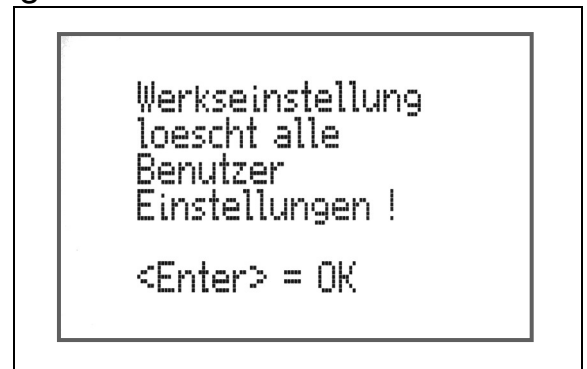 Werkseinstellung
loescht alle
Benutzer
Einstellungen !
<Enter> = OK